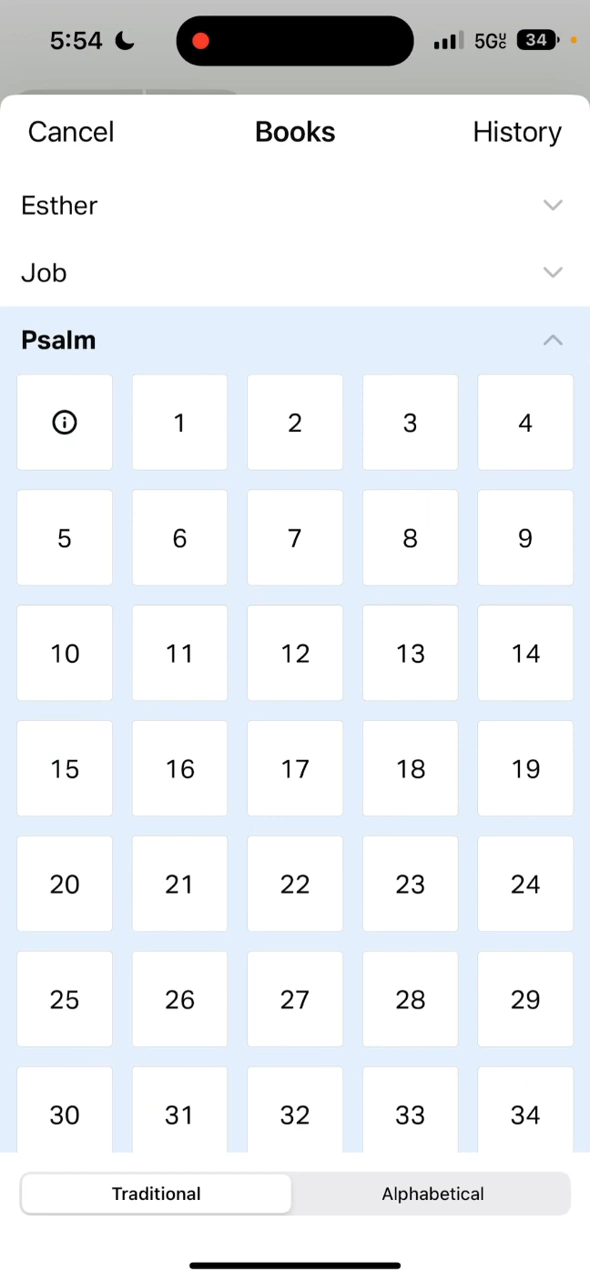 5:54 5G 34
Cancel Books History
Esther
Job
Psalm
1 2 3 4
5 6 7 8 9
10 11 12 13 14
15 16 17 18 19
20 21 22 23 24
25 26 27 28 29
30 31 32 33 34
Traditional Alphabetical